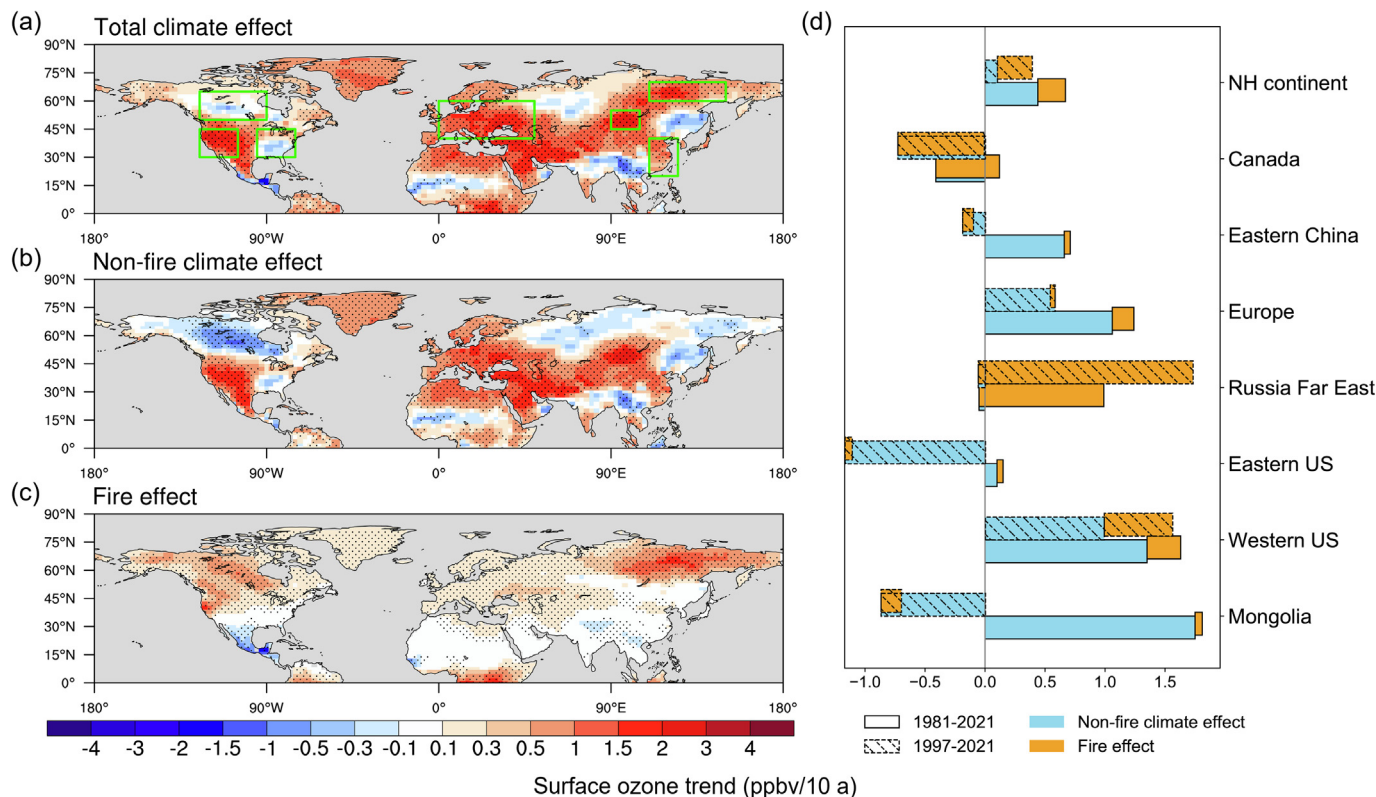 (a)
Total climate effect
90°N
75°N
60°N
45°N
30°N
15°N
0°
180°
90°W
0°
90°E
180°
(b)
Non-fire climate effect
90°N
75°N
60°N
45°N
30°N
15°N
0°
180°
90°W
0°
90°E
180°
(c)
Fire effect
90°N
75°N
60°N
45°N
30°N
15°N
0°
180°
90°W
0°
90°E
180°
-4 -3 -2 -1.5 -1 -0.5 -0.3 -0.1 0.1 0.3 0.5 1 1.5 2 3 4
Surface ozone trend (ppbv/10 a)
(d)
NH continent
Canada
Eastern China
Europe
Russia Far East
Eastern US
Western US
Mongolia
−1.0 −0.5 0.0 0.5 1.0 1.5
1981-2021
1997-2021
Non-fire climate effect
Fire effect